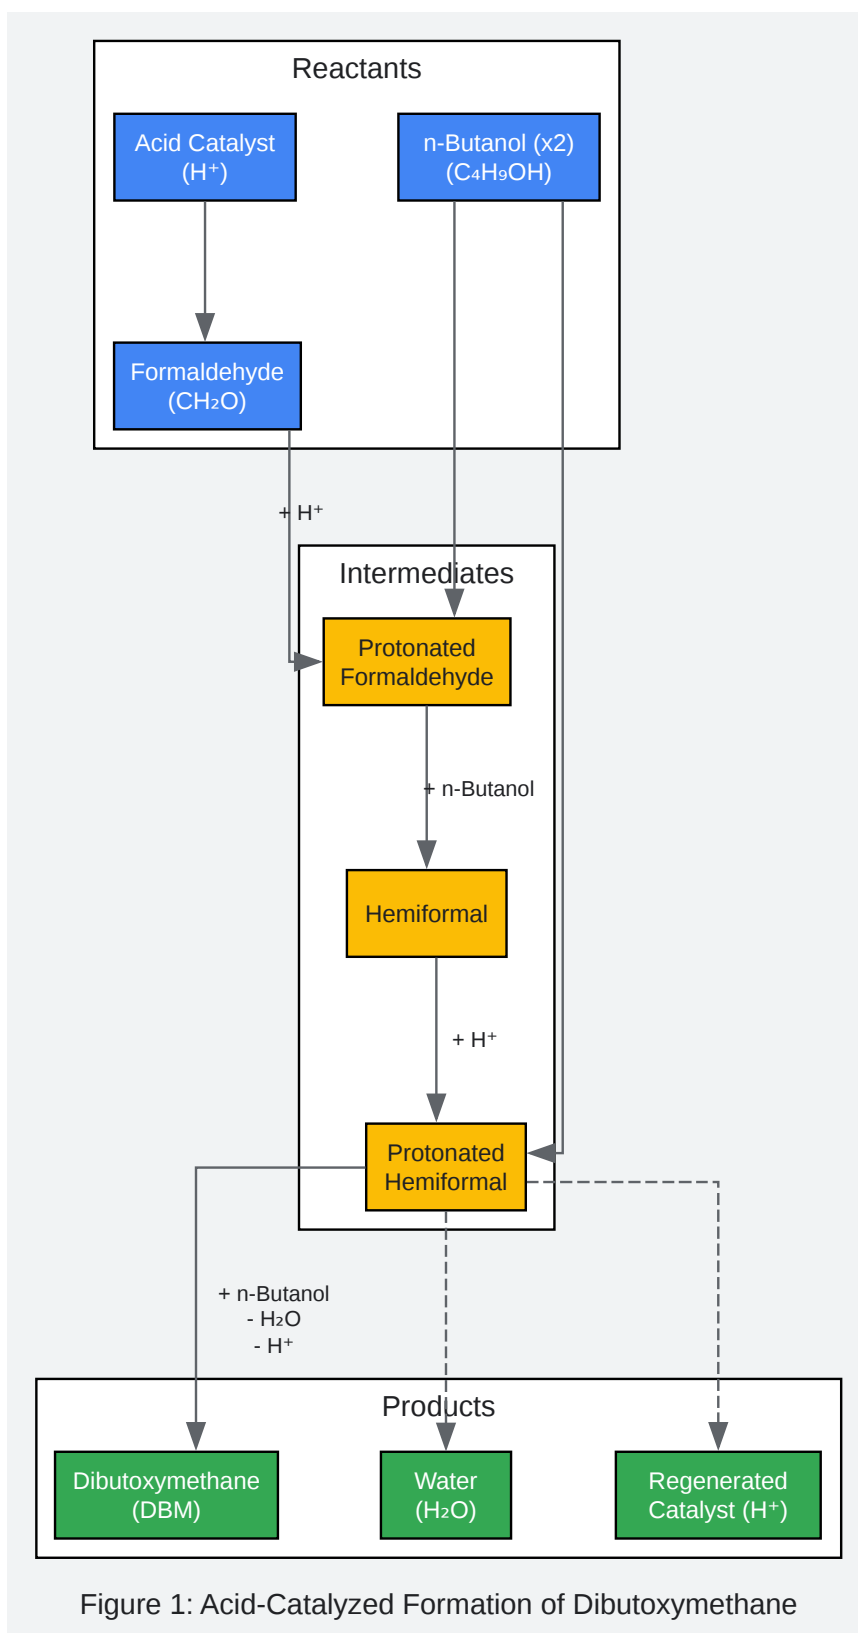 Reactants
Acid Catalyst
(H⁺)
n-Butanol (x2)
(C₄H₉OH)
Formaldehyde
(CH₂O)
+ H⁺
Intermediates
Protonated
Formaldehyde
+ n-Butanol
Hemiformal
+ H⁺
Protonated
Hemiformal
+ n-Butanol
- H₂O
- H⁺
Products
Dibutoxymethane
(DBM)
Water
(H₂O)
Regenerated
Catalyst (H⁺)
Figure 1: Acid-Catalyzed Formation of Dibutoxymethane